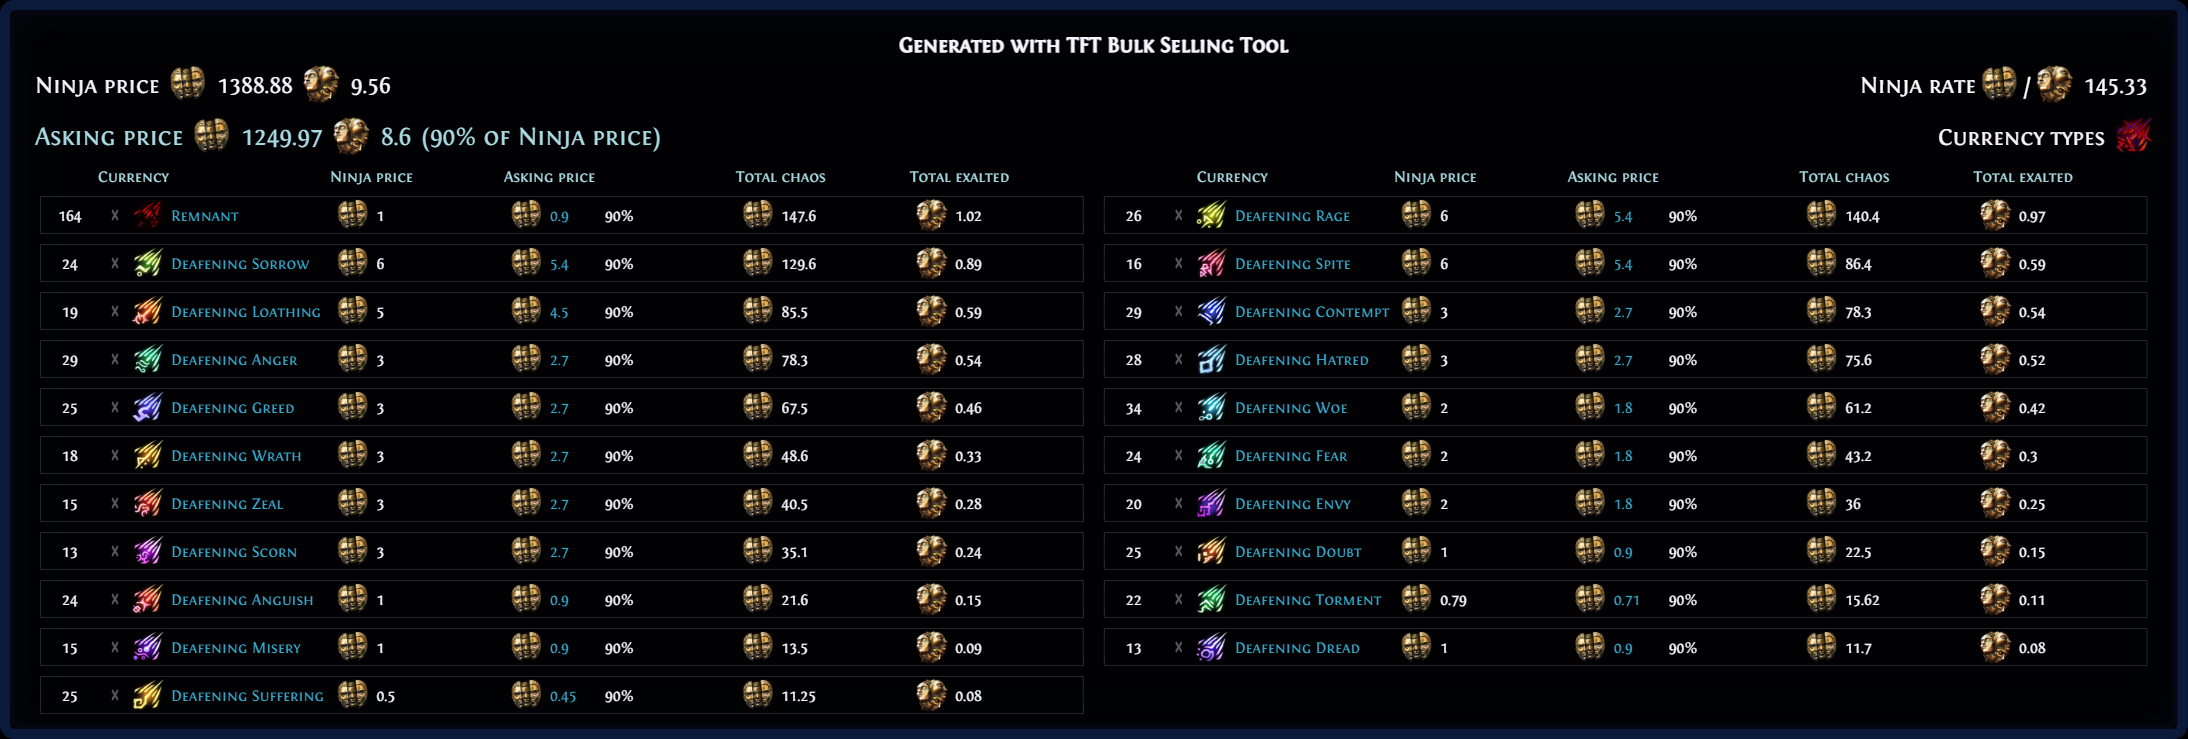 Generated with TFT Bulk Selling Tool
Ninja price 1388.88 9.56 Ninja rate / 145.33
Asking price 1249.97 8.6 (90% of Ninja price) Currency types
Currency Ninja price Asking price Total chaos Total exalted Currency Ninja price Asking price Total chaos Total exalted
164 x Remnant 1 0.9 90% 147.6 1.02 26 x Deafening Rage 6 5.4 90% 140.4 0.97
24 x Deafening Sorrow 6 5.4 90% 129.6 0.89 16 x Deafening Spite 6 5.4 90% 86.4 0.59
19 x Deafening Loathing 5 4.5 90% 85.5 0.59 29 x Deafening Contempt 3 2.7 90% 78.3 0.54
29 x Deafening Anger 3 2.7 90% 78.3 0.54 28 x Deafening Hatred 3 2.7 90% 75.6 0.52
25 x Deafening Greed 3 2.7 90% 67.5 0.46 34 x Deafening Woe 2 1.8 90% 61.2 0.42
18 x Deafening Wrath 3 2.7 90% 48.6 0.33 24 x Deafening Fear 2 1.8 90% 43.2 0.3
15 x Deafening Zeal 3 2.7 90% 40.5 0.28 20 x Deafening Envy 2 1.8 90% 36 0.25
13 x Deafening Scorn 3 2.7 90% 35.1 0.24 25 x Deafening Doubt 1 0.9 90% 22.5 0.15
24 x Deafening Anguish 1 0.9 90% 21.6 0.15 22 x Deafening Torment 0.79 0.71 90% 15.62 0.11
15 x Deafening Misery 1 0.9 90% 13.5 0.09 13 x Deafening Dread 1 0.9 90% 11.7 0.08
25 x Deafening Suffering 0.5 0.45 90% 11.25 0.08